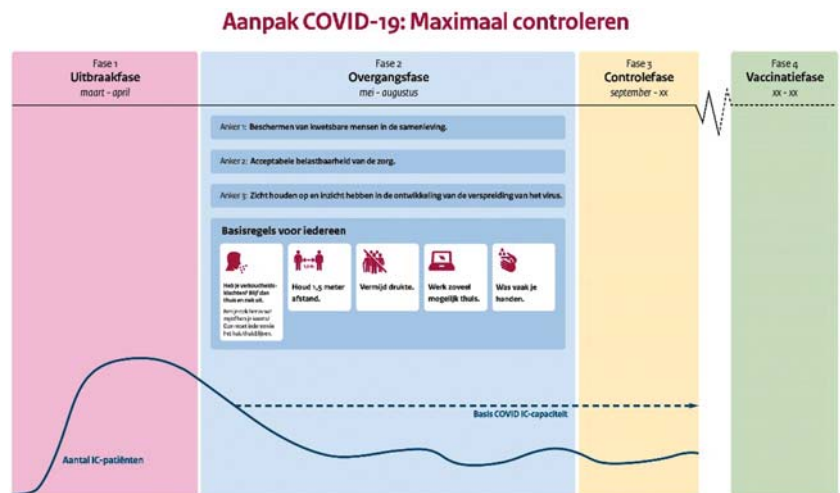 Aanpak COVID-19: Maximaal controleren
Fase 1
Uitbraakfase
maart - april
Fase 2
Overgangsfase
mei - augustus
Fase 3
Controlefase
september - xx
Fase 4
Vaccinatiefase
xx - xx
Anker 1: Beschermen van kwetsbare mensen in de samenleving.
Anker 2: Acceptabele belastbaarheid van de zorg.
Anker 3: Zicht houden op en inzicht hebben in de ontwikkeling van de verspreiding van het virus.
Basisregels voor iedereen
Heb je verkoudheids-
klachten? Blijf dan
thuis en ziek uit.
Houd 1,5 meter
afstand.
Vermijd drukte.
Werk zoveel
mogelijk thuis.
Was vaak je
handen.
Basis COVID IC-capaciteit
Aantal IC-patiënten